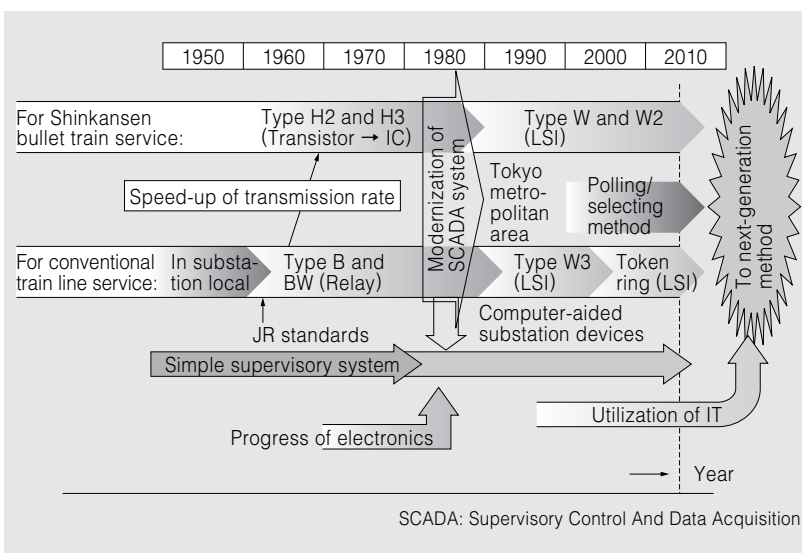 1950 1960 1970 1980 1990 2000 2010
For Shinkansen
bullet train service:
Type H2 and H3
(Transistor → IC)
Type W and W2
(LSI)
Speed-up of transmission rate
Modernization of
SCADA system
Tokyo
metro-
politan
area
Polling/
selecting
method
To next-generation
method
For conventional
train line service:
In substa-
tion local
Type B and
BW (Relay)
Type W3
(LSI)
Token
ring (LSI)
JR standards
Computer-aided
substation devices
Simple supervisory system
Progress of electronics
Utilization of IT
Year
SCADA: Supervisory Control And Data Acquisition